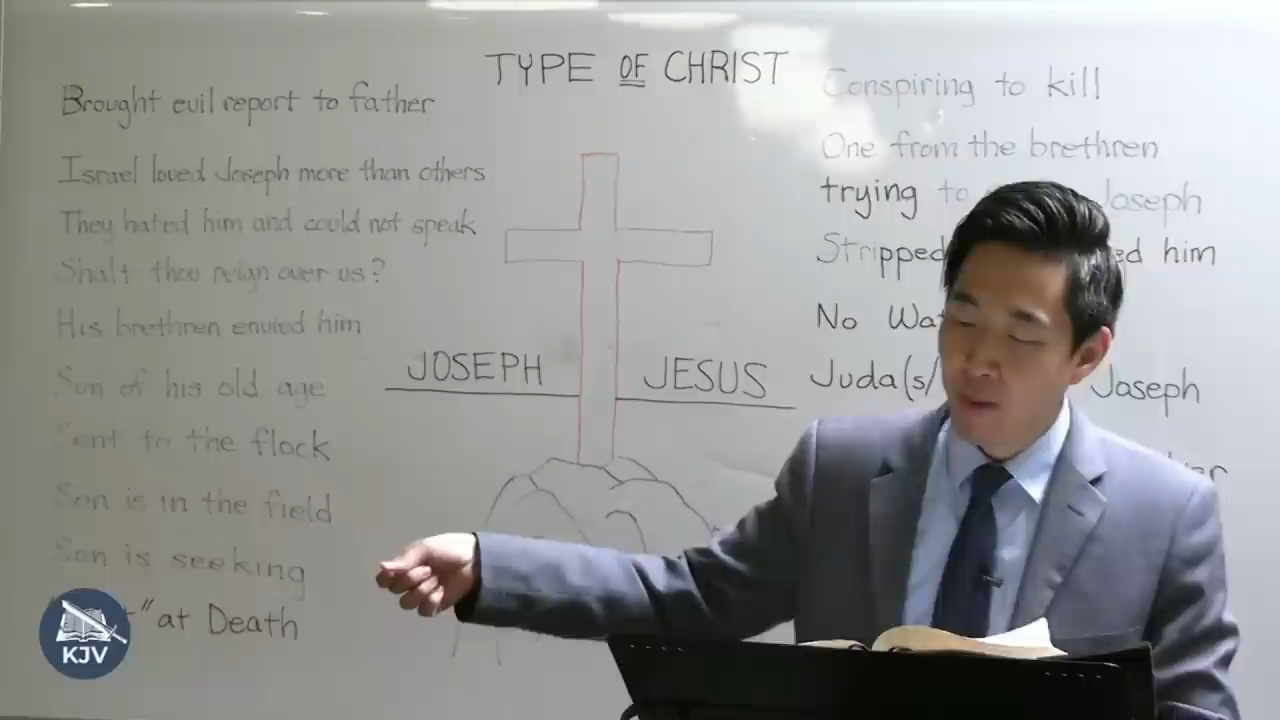 TYPE OF CHRIST
Brought evil report to father
Israel loved Joseph more than others
They hated him and could not speak
Shalt thou reign over us?
His brethren envied him
Son of his old age
Sent to the flock
Son is in the field
Son is seeking
" at Death
JOSEPH
JESUS
Conspiring to kill
One from the brethren
trying to Joseph
Stripped him
No
Juda(s/ Joseph
KJV